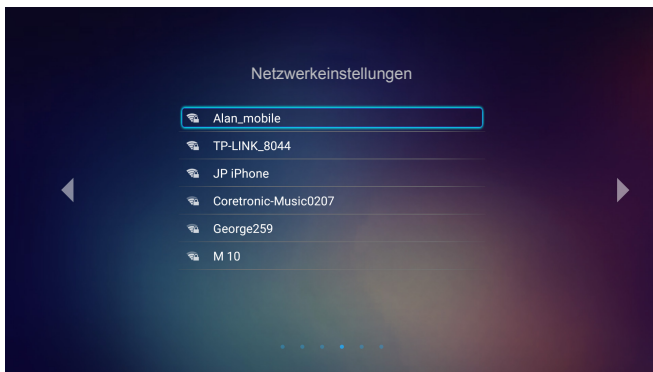 Netzwerkeinstellungen
Alan_mobile
TP-LINK_8044
JP iPhone
Coretronic-Music0207
George259
M 10